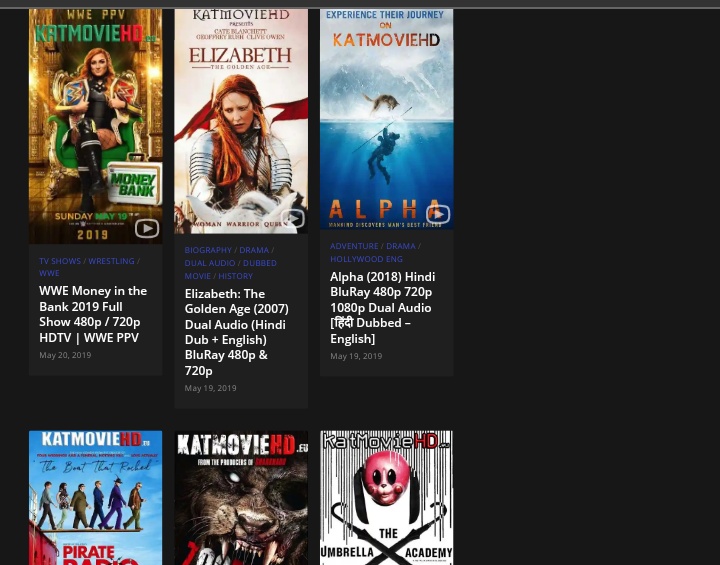 WWE PPV
KATMOVIEHD.EU
MONEY
BANK
SUNDAY MAY 19
2019
TV SHOWS / WRESTLING /
WWE
WWE Money in the
Bank 2019 Full
Show 480p / 720p
HDTV | WWE PPV
May 20, 2019
KATMOVIEHD
PRESENTS
CATE BLANCHETT
GEOFFREY RUSH CLIVE OWEN
ELIZABETH
THE GOLDEN AGE
WOMAN WARRIOR QUEEN
BIOGRAPHY / DRAMA /
DUAL AUDIO / DUBBED
MOVIE / HISTORY
Elizabeth: The
Golden Age (2007)
Dual Audio (Hindi
Dub + English)
BluRay 480p &
720p
May 19, 2019
EXPERIENCE THEIR JOURNEY
ON
KATMOVIEHD
ALPHA
MANKIND DISCOVERS MAN'S BEST FRIEND
ADVENTURE / DRAMA /
HOLLYWOOD ENG
Alpha (2018) Hindi
BluRay 480p 720p
1080p Dual Audio
[हिंदी Dubbed –
English]
May 19, 2019
KATMOVIEHD.EU
"The Boat That Rocked"
PIRATE
RADIO
KATMOVIEHD.EU
FROM THE PRODUCERS OF SHARKNADO
KatMovieHD.eu
THE
UMBRELLA ACADEMY